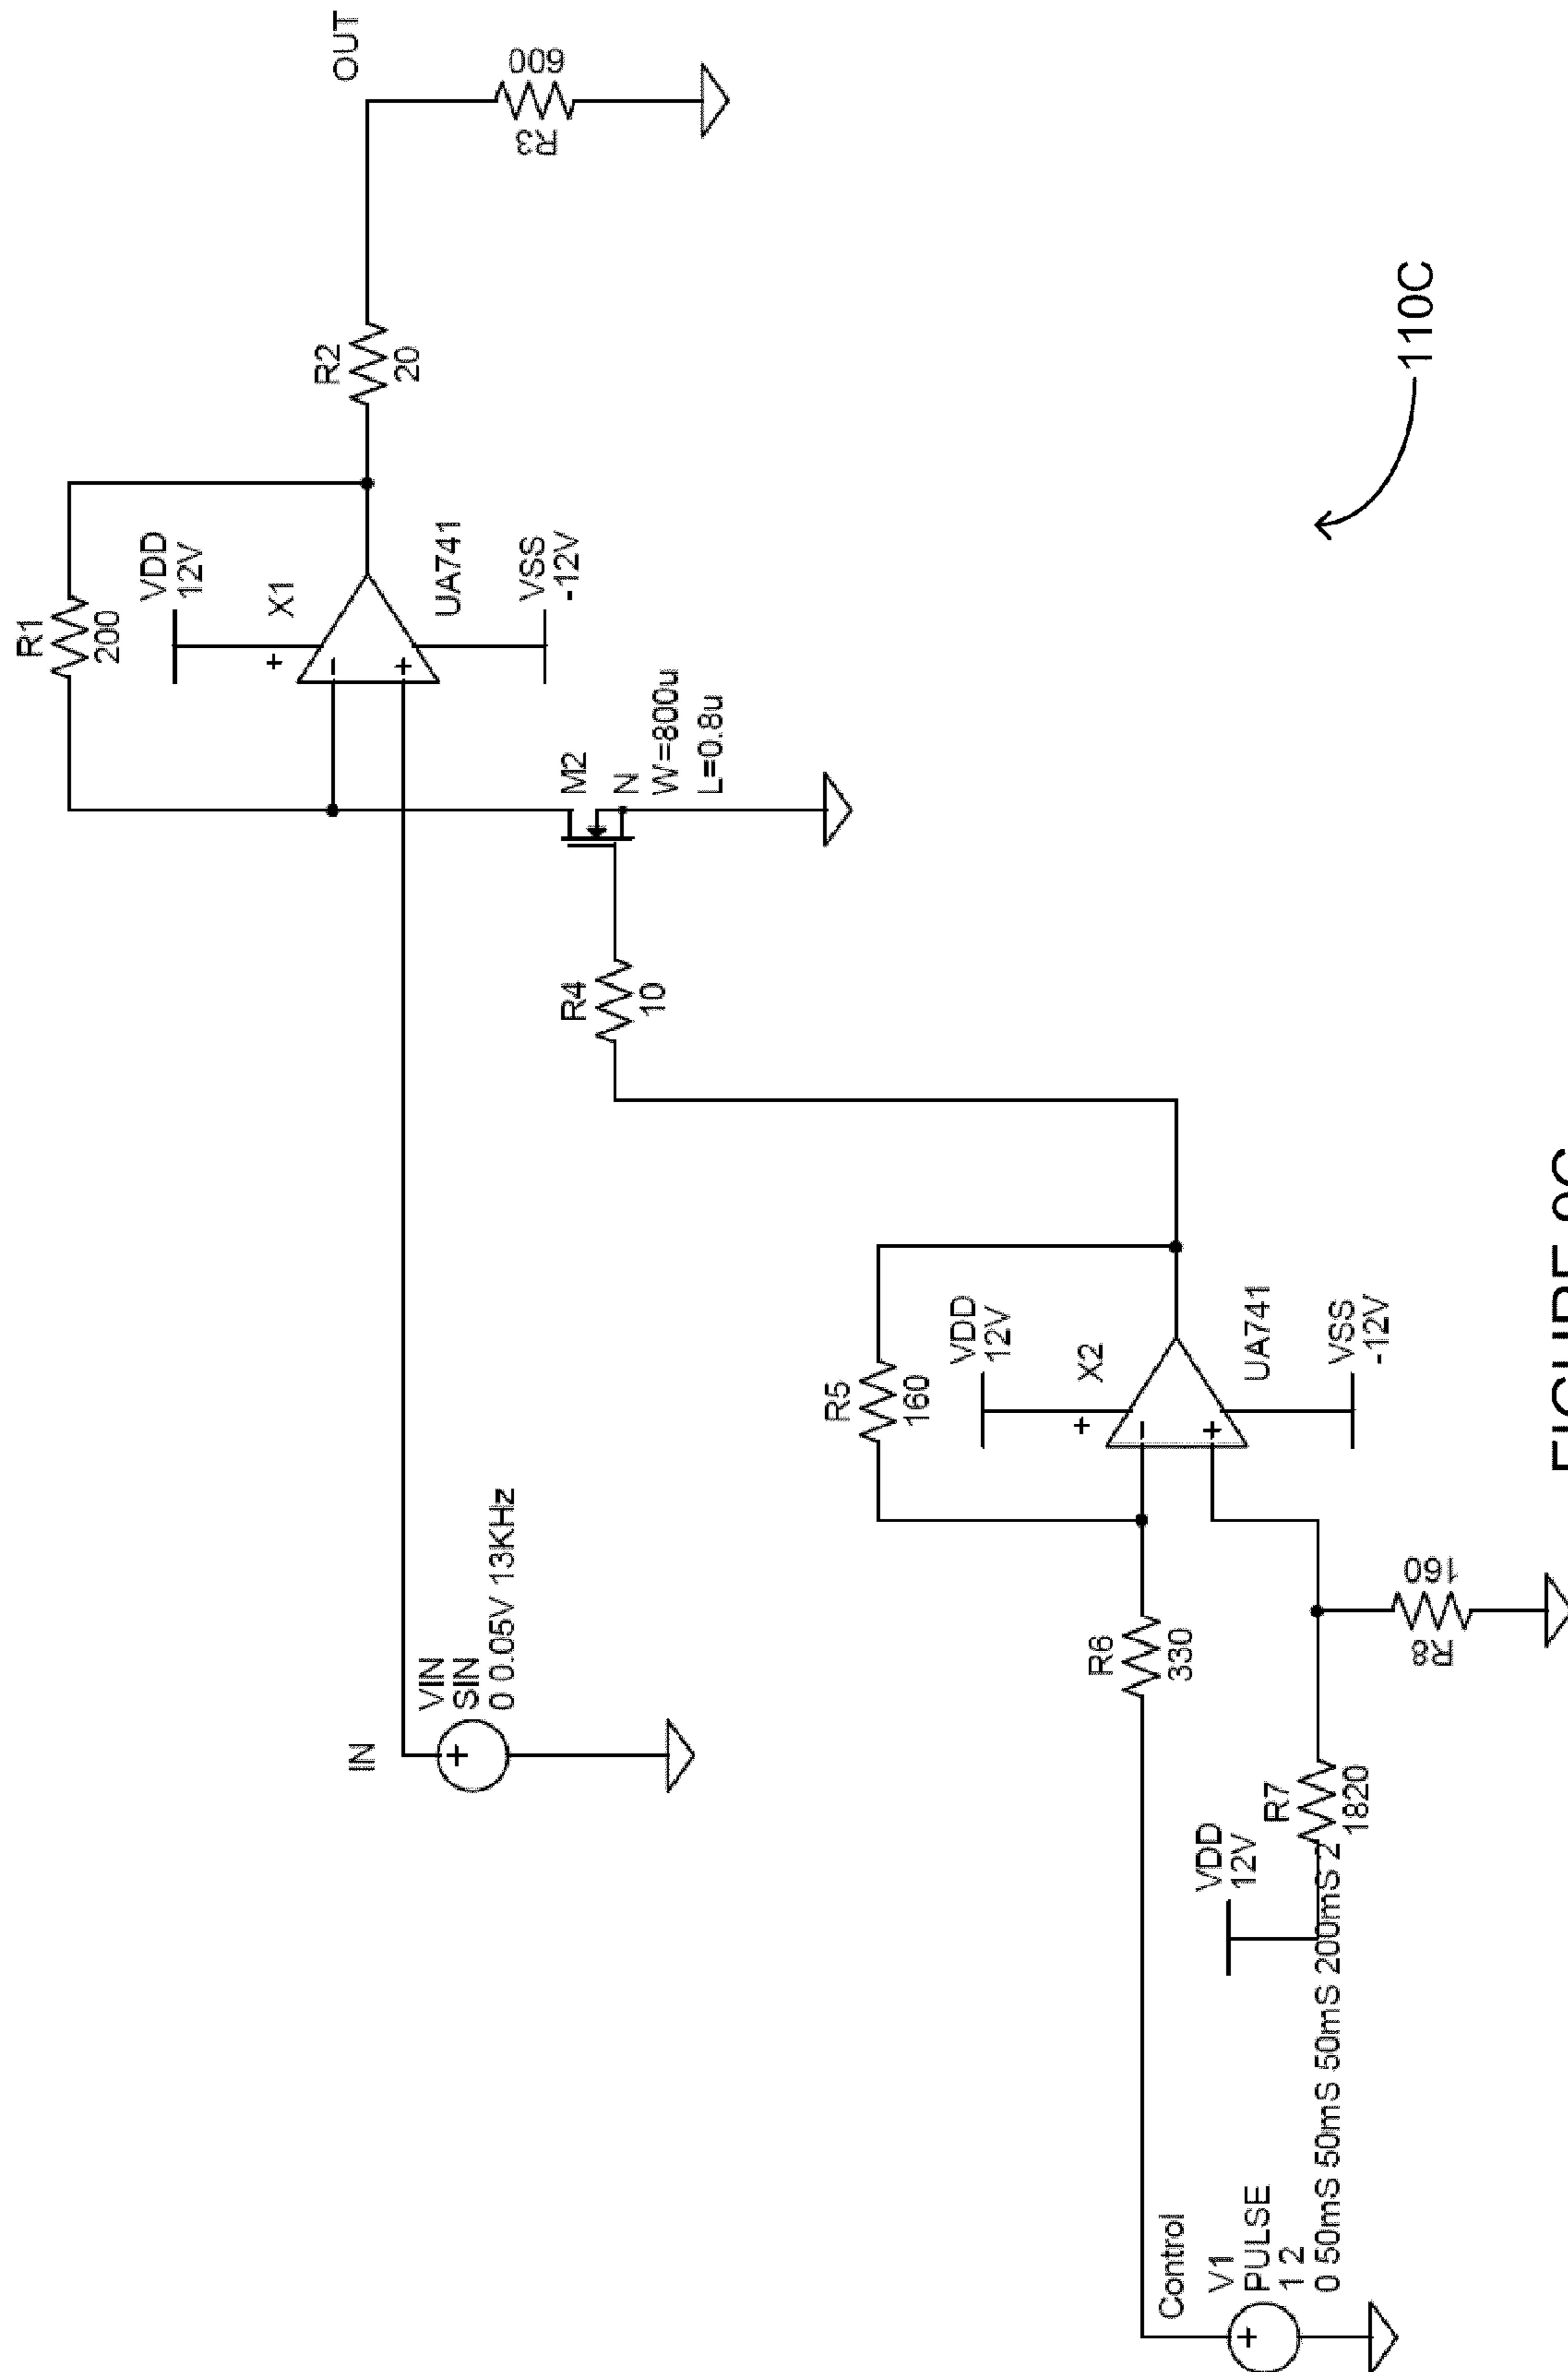 R1
200
VDD
12V
X1
+
-
+
UA741
VSS
-12V
R2
20
OUT
R3
600
M2
N
W=800u
L=0.8u
R4
10
IN
VIN
SIN
0 0.05V 13KHz
+
R5
160
VDD
12V
X2
+
-
+
UA741
VSS
-12V
R6
330
R8
160
VDD
12V
R7
1820
Control
V1
PULSE
1 2
0 50mS 50mS 50mS 200mS 2
+
110C
FIGURE